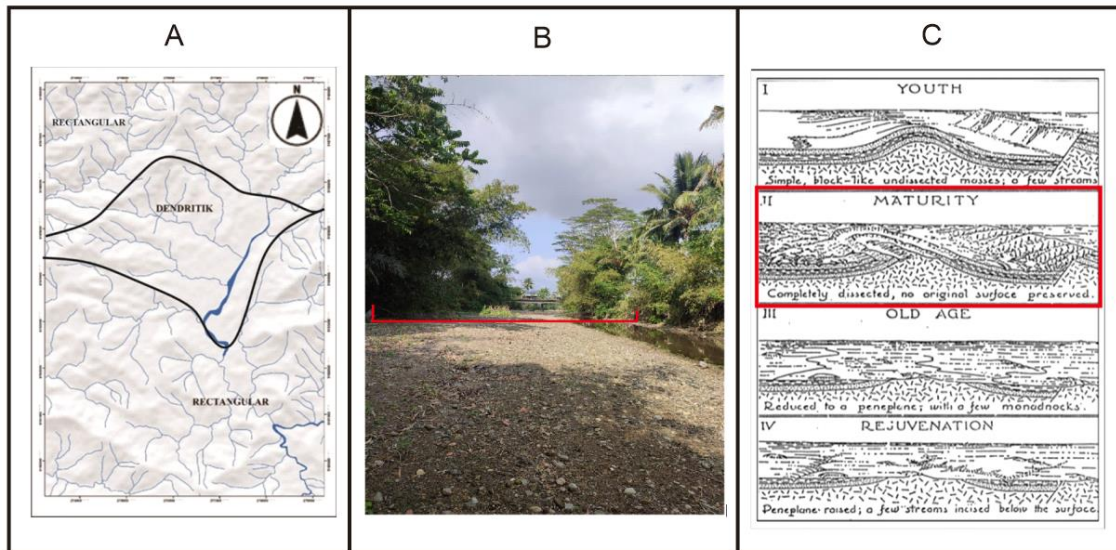 A
B
C
N
RECTANGULAR
DENDRITIK
RECTANGULAR
I YOUTH
Simple, block-like undissected masses; a few streams
II MATURITY
Completely dissected, no original surface preserved.
III OLD AGE
Reduced to a peneplane; with a few monadnocks.
IV REJUVENATION
Peneplane raised; a few streams incised below the surface.